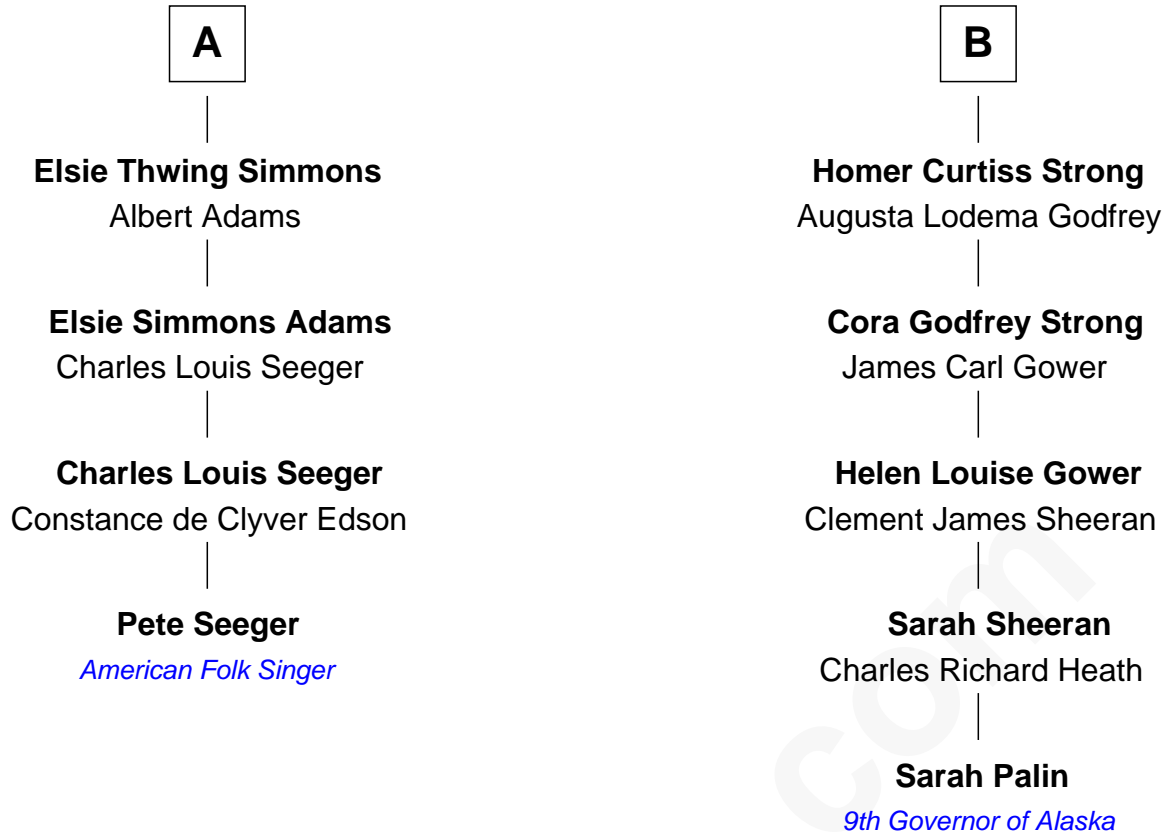 A
Elsie Thwing Simmons
Albert Adams
Elsie Simmons Adams
Charles Louis Seeger
Charles Louis Seeger
Constance de Clyver Edson
Pete Seeger
American Folk Singer
B
Homer Curtiss Strong
Augusta Lodema Godfrey
Cora Godfrey Strong
James Carl Gower
Helen Louise Gower
Clement James Sheeran
Sarah Sheeran
Charles Richard Heath
Sarah Palin
9th Governor of Alaska
com